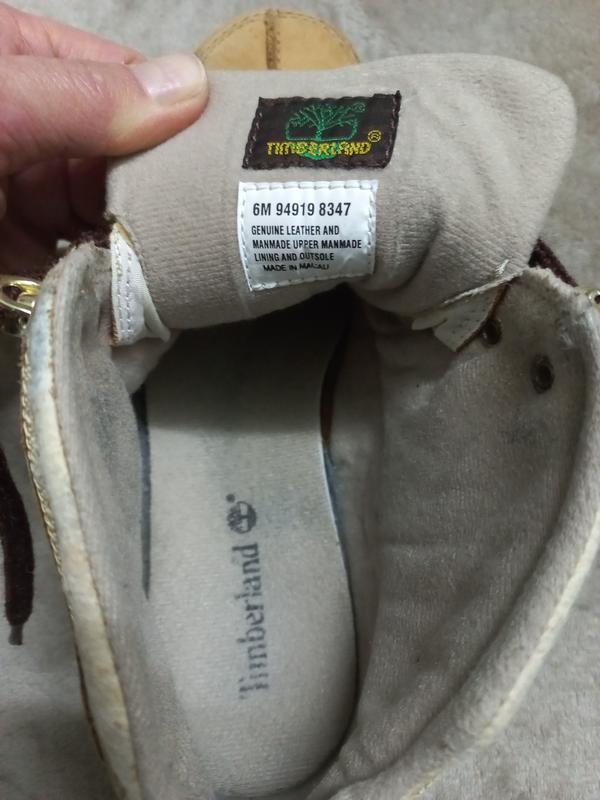 TIMBERLAND®
6M 94919 8347
GENUINE LEATHER AND
MANMADE UPPER MANMADE
LINING AND OUTSOLE
MADE IN MACAU
Timberland®